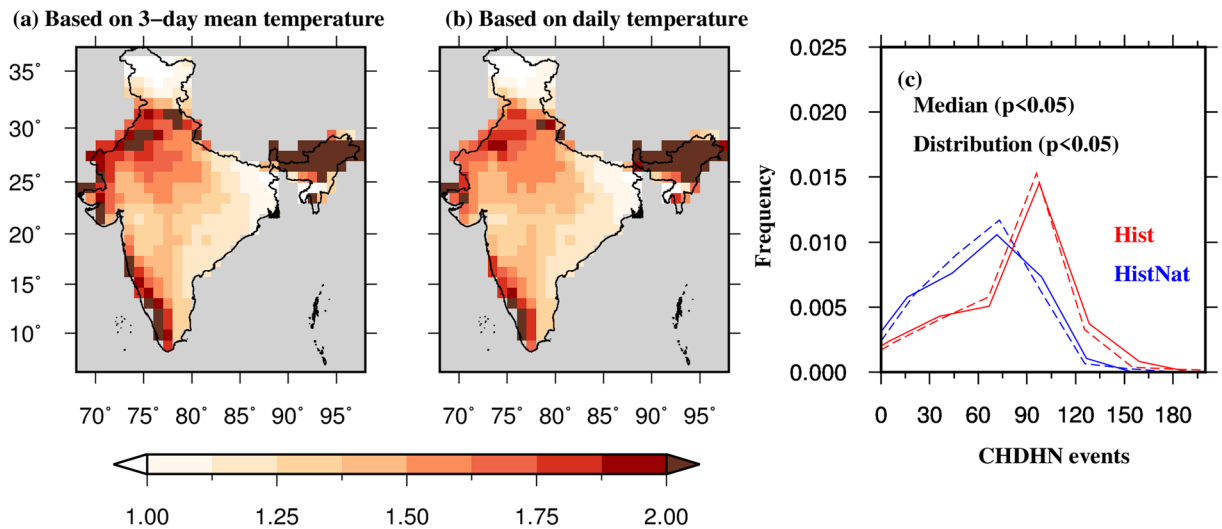 (a) Based on 3−day mean temperature
35°
30°
25°
20°
15°
10°
70° 75° 80° 85° 90° 95°
(b) Based on daily temperature
70° 75° 80° 85° 90° 95°
1.00 1.25 1.50 1.75 2.00
(c)
Median (p<0.05)
Distribution (p<0.05)
Hist
HistNat
Frequency
0.025
0.020
0.015
0.010
0.005
0.000
0 30 60 90 120 150 180
CHDHN events